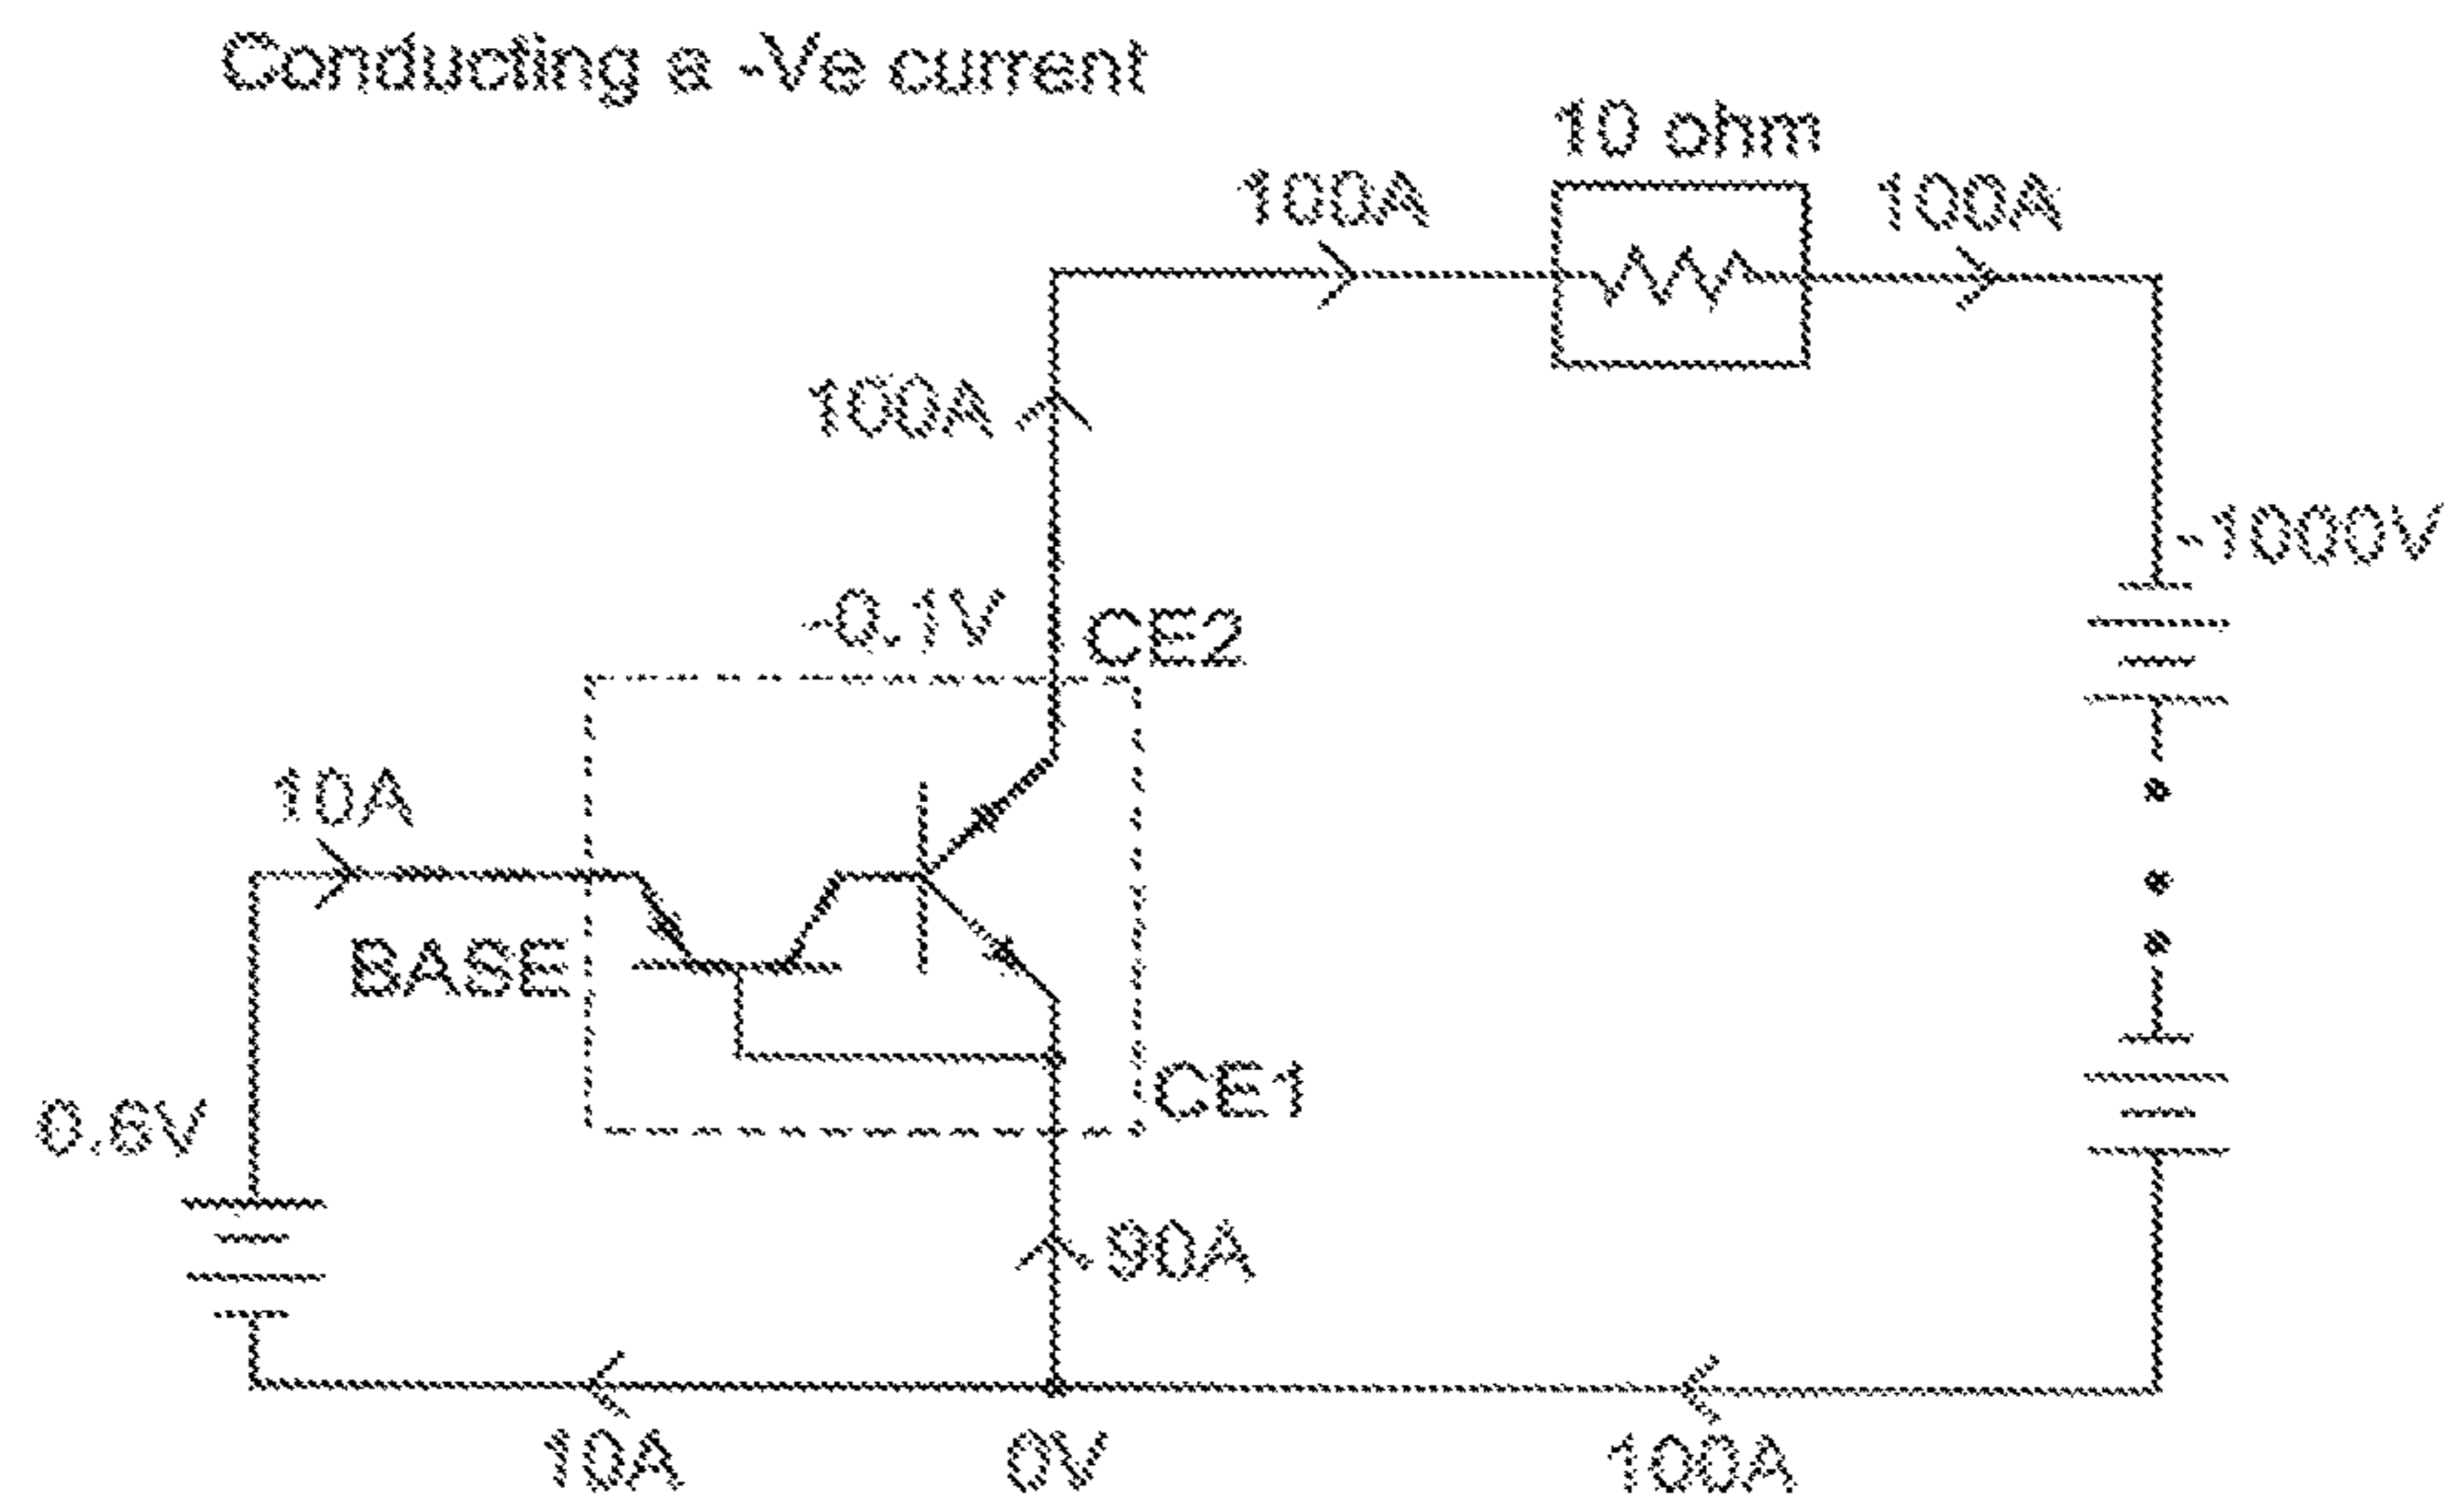 Conducting a -Ve current
10 ohm
100A
100A
100A
-1000V
-0.1V
CE2
10A
BASE
CE1
0.6V
90A
10A
0V
100A